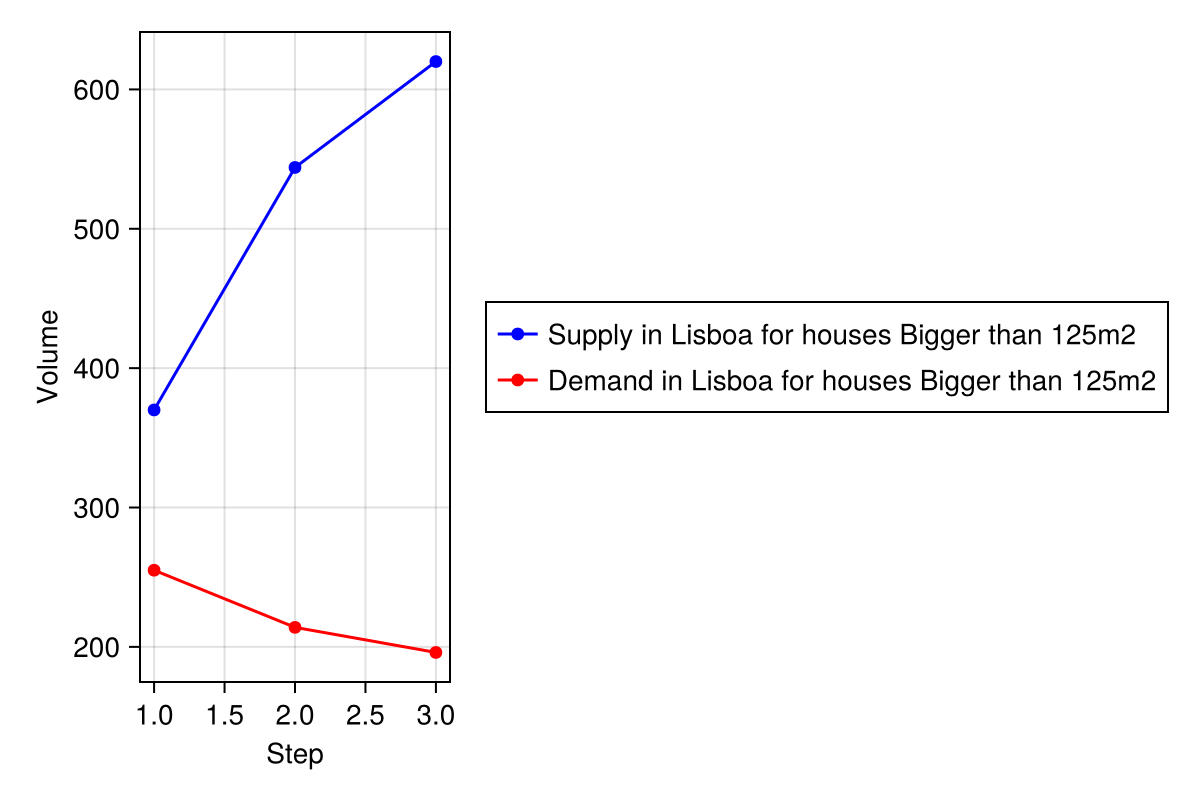 600
500
400
300
200
Volume
1.0 1.5 2.0 2.5 3.0
Step
Supply in Lisboa for houses Bigger than 125m2
Demand in Lisboa for houses Bigger than 125m2